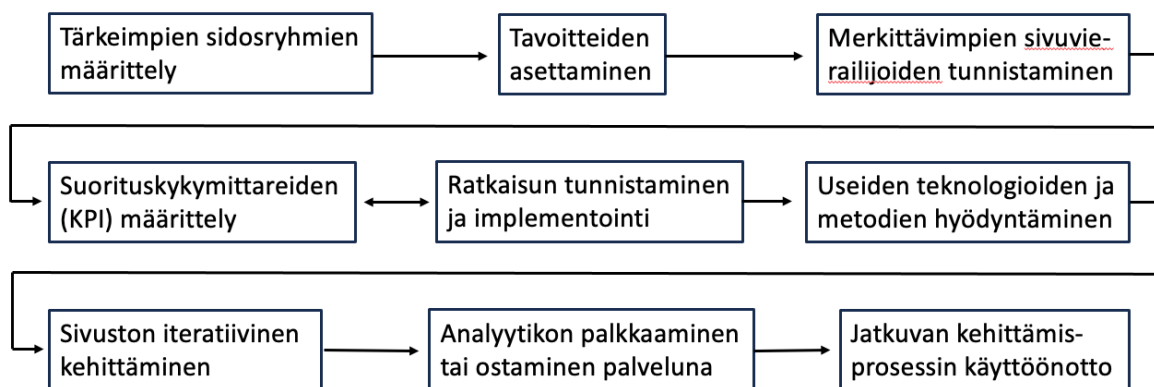 Tärkeimpien sidosryhmien
määrittely
Tavoitteiden
asettaminen
Merkittävimpien sivuvie-
railijoiden tunnistaminen
Suorituskykymittareiden
(KPI) määrittely
Ratkaisun tunnistaminen
ja implementointi
Useiden teknologioiden ja
metodien hyödyntäminen
Sivuston iteratiivinen
kehittäminen
Analyytikon palkkaaminen
tai ostaminen palveluna
Jatkuvan kehittämis-
prosessin käyttöönotto